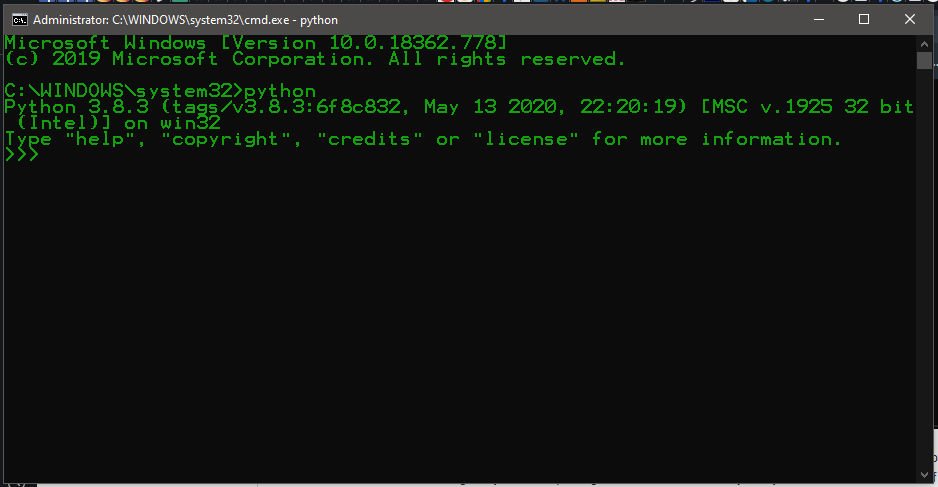 Administrator: C:\WINDOWS\system32\cmd.exe - python
Microsoft Windows [Version 10.0.18362.778]
(c) 2019 Microsoft Corporation. All rights reserved.
C:\WINDOWS\system32>python
Python 3.8.3 (tags/v3.8.3:6f8c832, May 13 2020, 22:20:19) [MSC v.1925 32 bit
(Intel)] on win32
Type "help", "copyright", "credits" or "license" for more information.
>>>